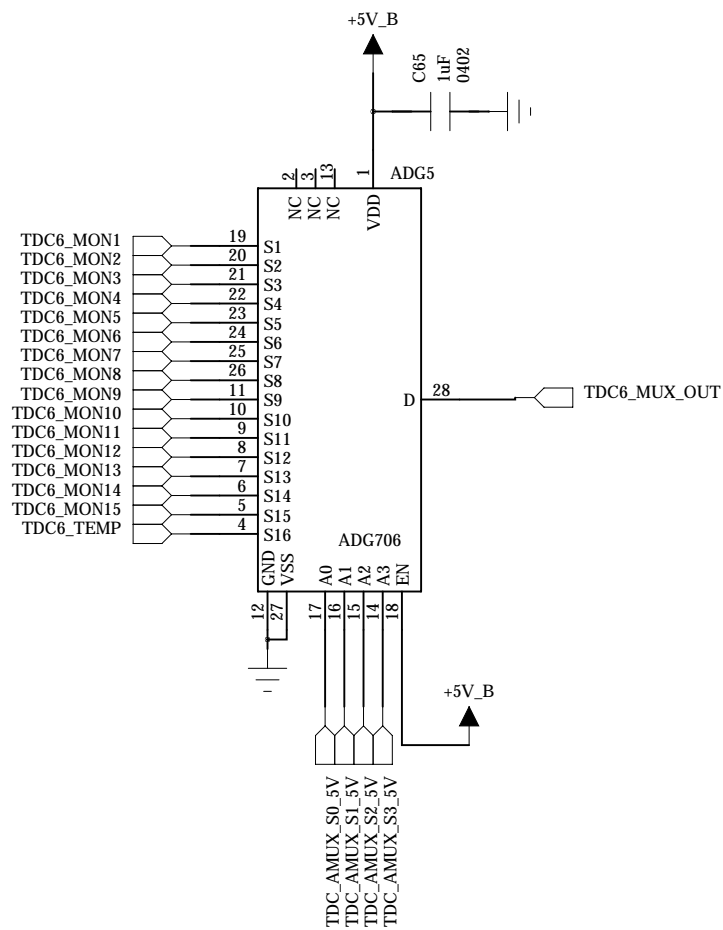 +5V_B
C65
1uF
0402
2
3
13
1
ADG5
NC
NC
NC
VDD
TDC6_MON1 19 S1
TDC6_MON2 20 S2
TDC6_MON3 21 S3
TDC6_MON4 22 S4
TDC6_MON5 23 S5
TDC6_MON6 24 S6
TDC6_MON7 25 S7
TDC6_MON8 26 S8
TDC6_MON9 11 S9
D 28 TDC6_MUX_OUT
TDC6_MON10 10 S10
TDC6_MON11 9 S11
TDC6_MON12 8 S12
TDC6_MON13 7 S13
TDC6_MON14 6 S14
TDC6_MON15 5 S15
TDC6_TEMP 4 S16
ADG706
GND
VSS
A0
A1
A2
A3
EN
12
27
17
16
15
14
18
+5V_B
TDC_AMUX_S0_5V
TDC_AMUX_S1_5V
TDC_AMUX_S2_5V
TDC_AMUX_S3_5V